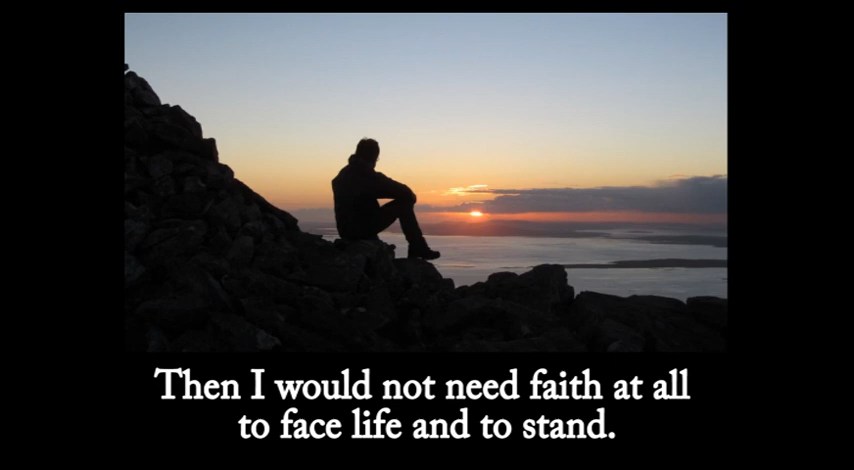 Then I would not need faith at all
to face life and to stand.